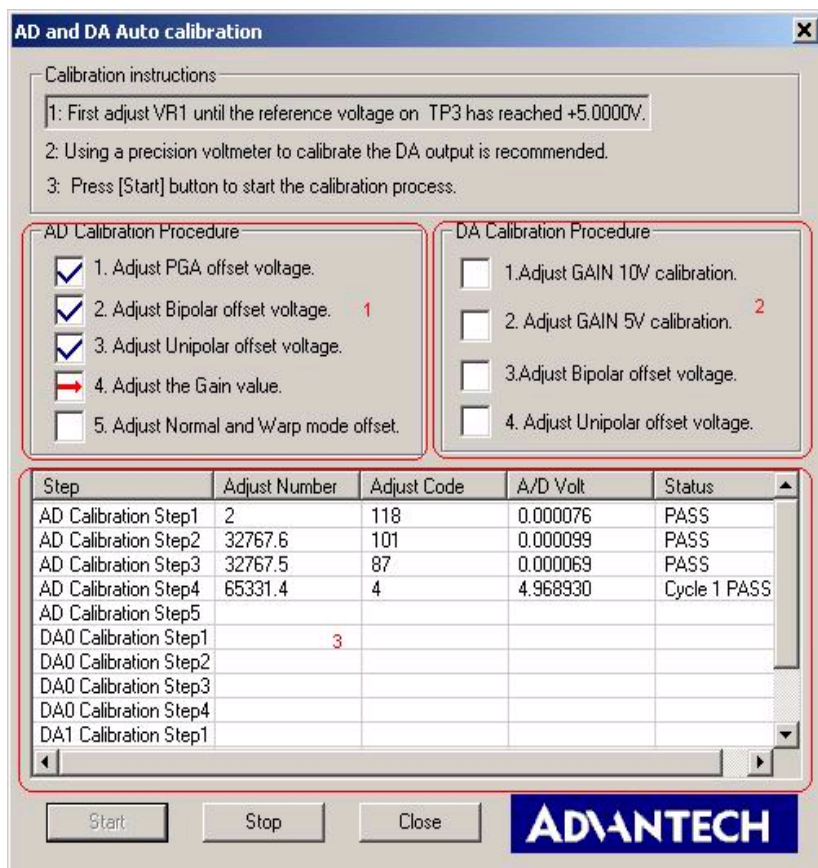 AD and DA Auto calibration
Calibration instructions
1: First adjust VR1 until the reference voltage on TP3 has reached +5.0000V.
2: Using a precision voltmeter to calibrate the DA output is recommended.
3: Press [Start] button to start the calibration process.
AD Calibration Procedure
1. Adjust PGA offset voltage.
2. Adjust Bipolar offset voltage. 1
3. Adjust Unipolar offset voltage.
4. Adjust the Gain value.
5. Adjust Normal and Warp mode offset.
DA Calibration Procedure
1.Adjust GAIN 10V calibration.
2. Adjust GAIN 5V calibration. 2
3.Adjust Bipolar offset voltage.
4. Adjust Unipolar offset voltage.
Step Adjust Number Adjust Code A/D Volt Status
AD Calibration Step1 2 118 0.000076 PASS
AD Calibration Step2 32767.6 101 0.000099 PASS
AD Calibration Step3 32767.5 87 0.000069 PASS
AD Calibration Step4 65331.4 4 4.968930 Cycle 1 PASS
AD Calibration Step5
DA0 Calibration Step1 3
DA0 Calibration Step2
DA0 Calibration Step3
DA0 Calibration Step4
DA1 Calibration Step1
Start Stop Close ADVANTECH